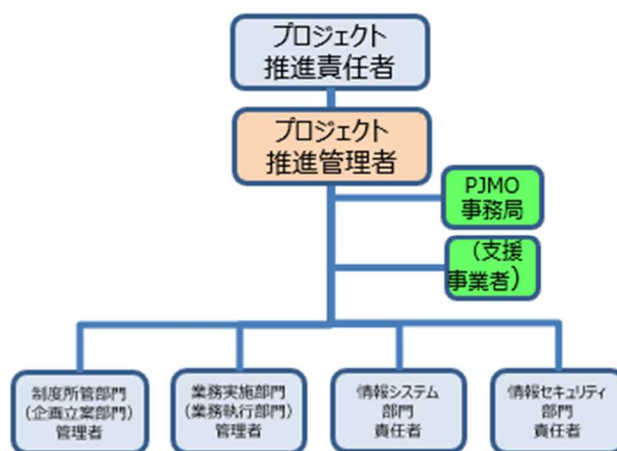 プロジェクト
推進責任者
プロジェクト
推進管理者
PJMO
事務局
（支援
事業者）
制度所管部門
（企画立案部門）
管理者
業務実施部門
（業務執行部門）
管理者
情報システム
部門
責任者
情報セキュリティ
部門
責任者